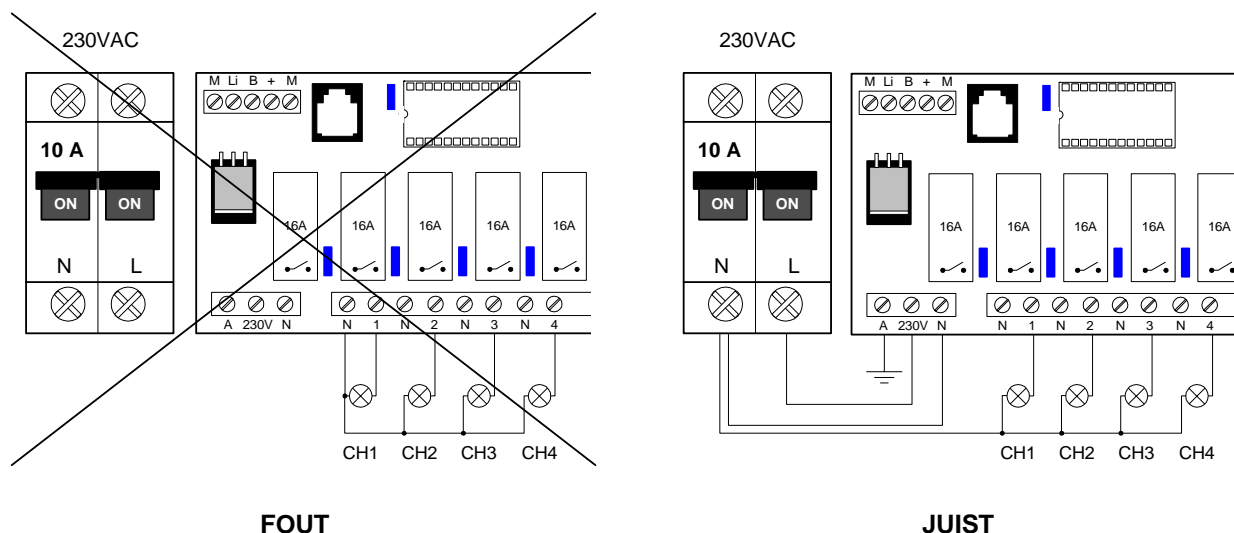 230VAC
M Li B + M
10 A
ON ON
16A 16A 16A 16A 16A
N L
A 230V N N 1 N 2 N 3 N 4
CH1 CH2 CH3 CH4
FOUT
230VAC
M Li B + M
10 A
ON ON
16A 16A 16A 16A 16A
N L
A 230V N N 1 N 2 N 3 N 4
CH1 CH2 CH3 CH4
JUIST